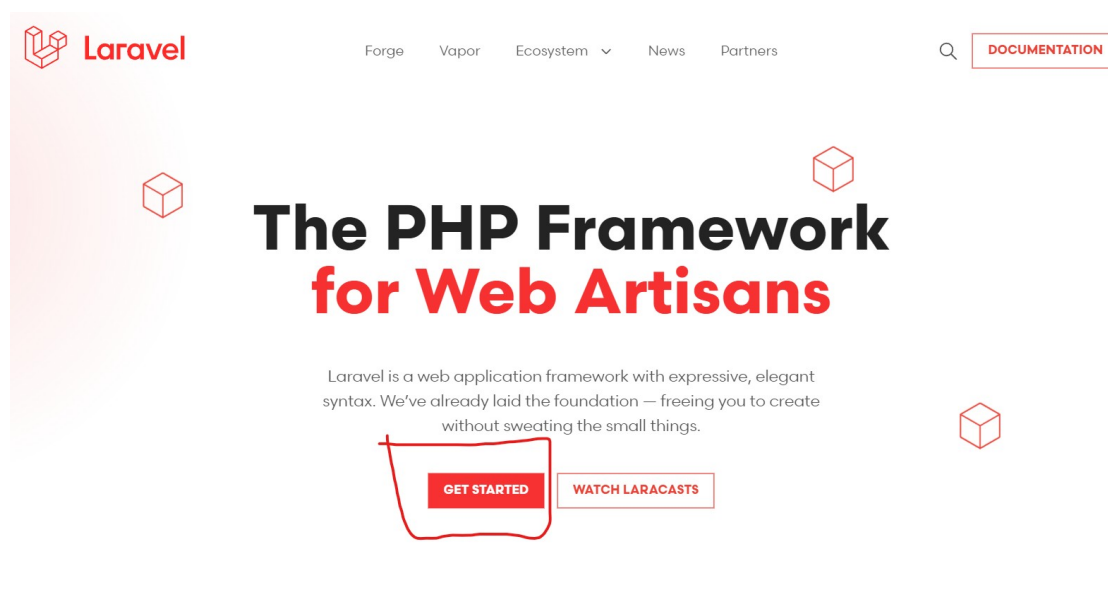 Laravel
Forge Vapor Ecosystem News Partners
DOCUMENTATION
The PHP Framework
for Web Artisans
Laravel is a web application framework with expressive, elegant
syntax. We’ve already laid the foundation — freeing you to create
without sweating the small things.
GET STARTED
WATCH LARACASTS